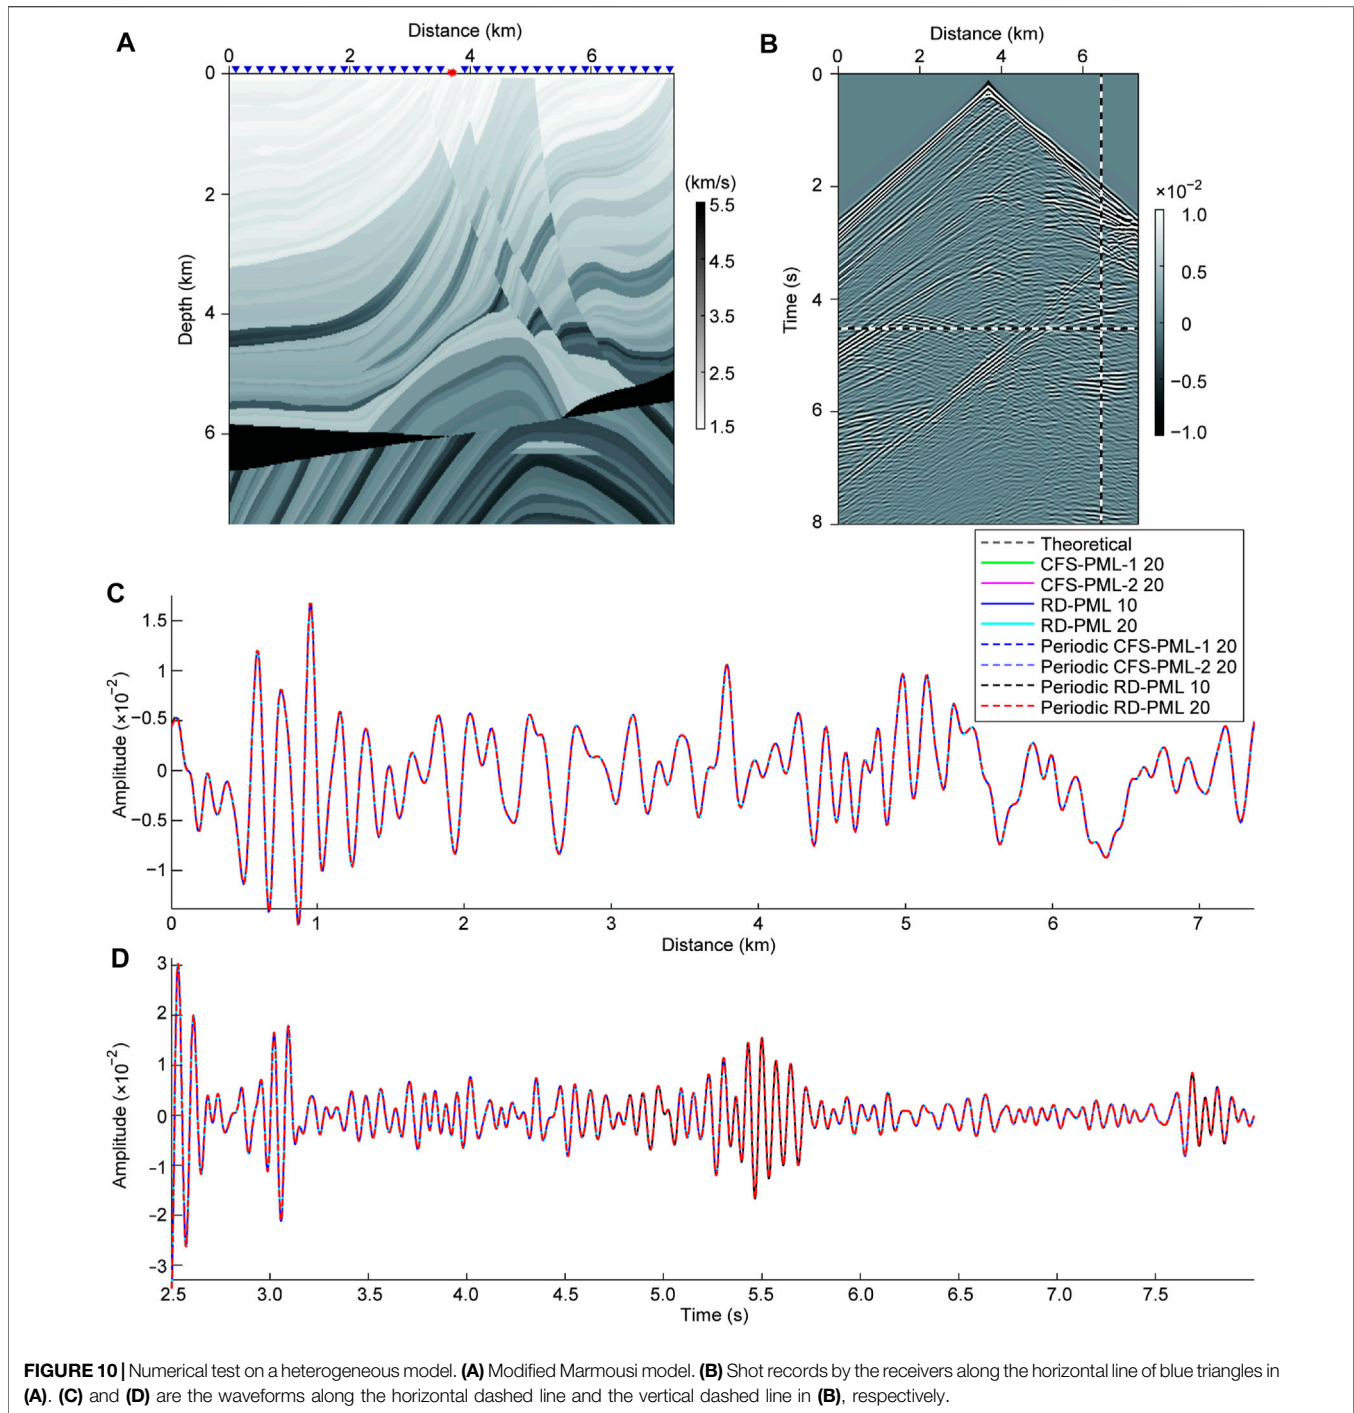 A
Distance (km)
0 2 4 6
0
2
4
6
Depth (km)
(km/s)
5.5
4.5
3.5
2.5
1.5
B
Distance (km)
0 2 4 6
0
2
4
6
8
Time (s)
×10−2
1.0
0.5
0
−0.5
−1.0
Theoretical
CFS-PML-1 20
CFS-PML-2 20
RD-PML 10
RD-PML 20
Periodic CFS-PML-1 20
Periodic CFS-PML-2 20
Periodic RD-PML 10
Periodic RD-PML 20
C
1.5
1
−0.5
0
−0.5
−1
Amplitude (×10−2)
0 1 2 3 4 5 6 7
Distance (km)
D
3
2
1
0
−1
−2
−3
Amplitude (×10−2)
2.5 3.0 3.5 4.0 4.5 5.0 5.5 6.0 6.5 7.0 7.5
Time (s)
FIGURE 10 | Numerical test on a heterogeneous model. (A) Modified Marmousi model. (B) Shot records by the receivers along the horizontal line of blue triangles in
(A). (C) and (D) are the waveforms along the horizontal dashed line and the vertical dashed line in (B), respectively.